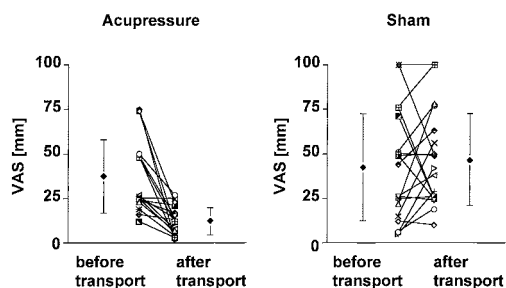 Acupressure
Sham
VAS [mm]
100
75
50
25
0
before transport
after transport
VAS [mm]
100
75
50
25
0
before transport
after transport